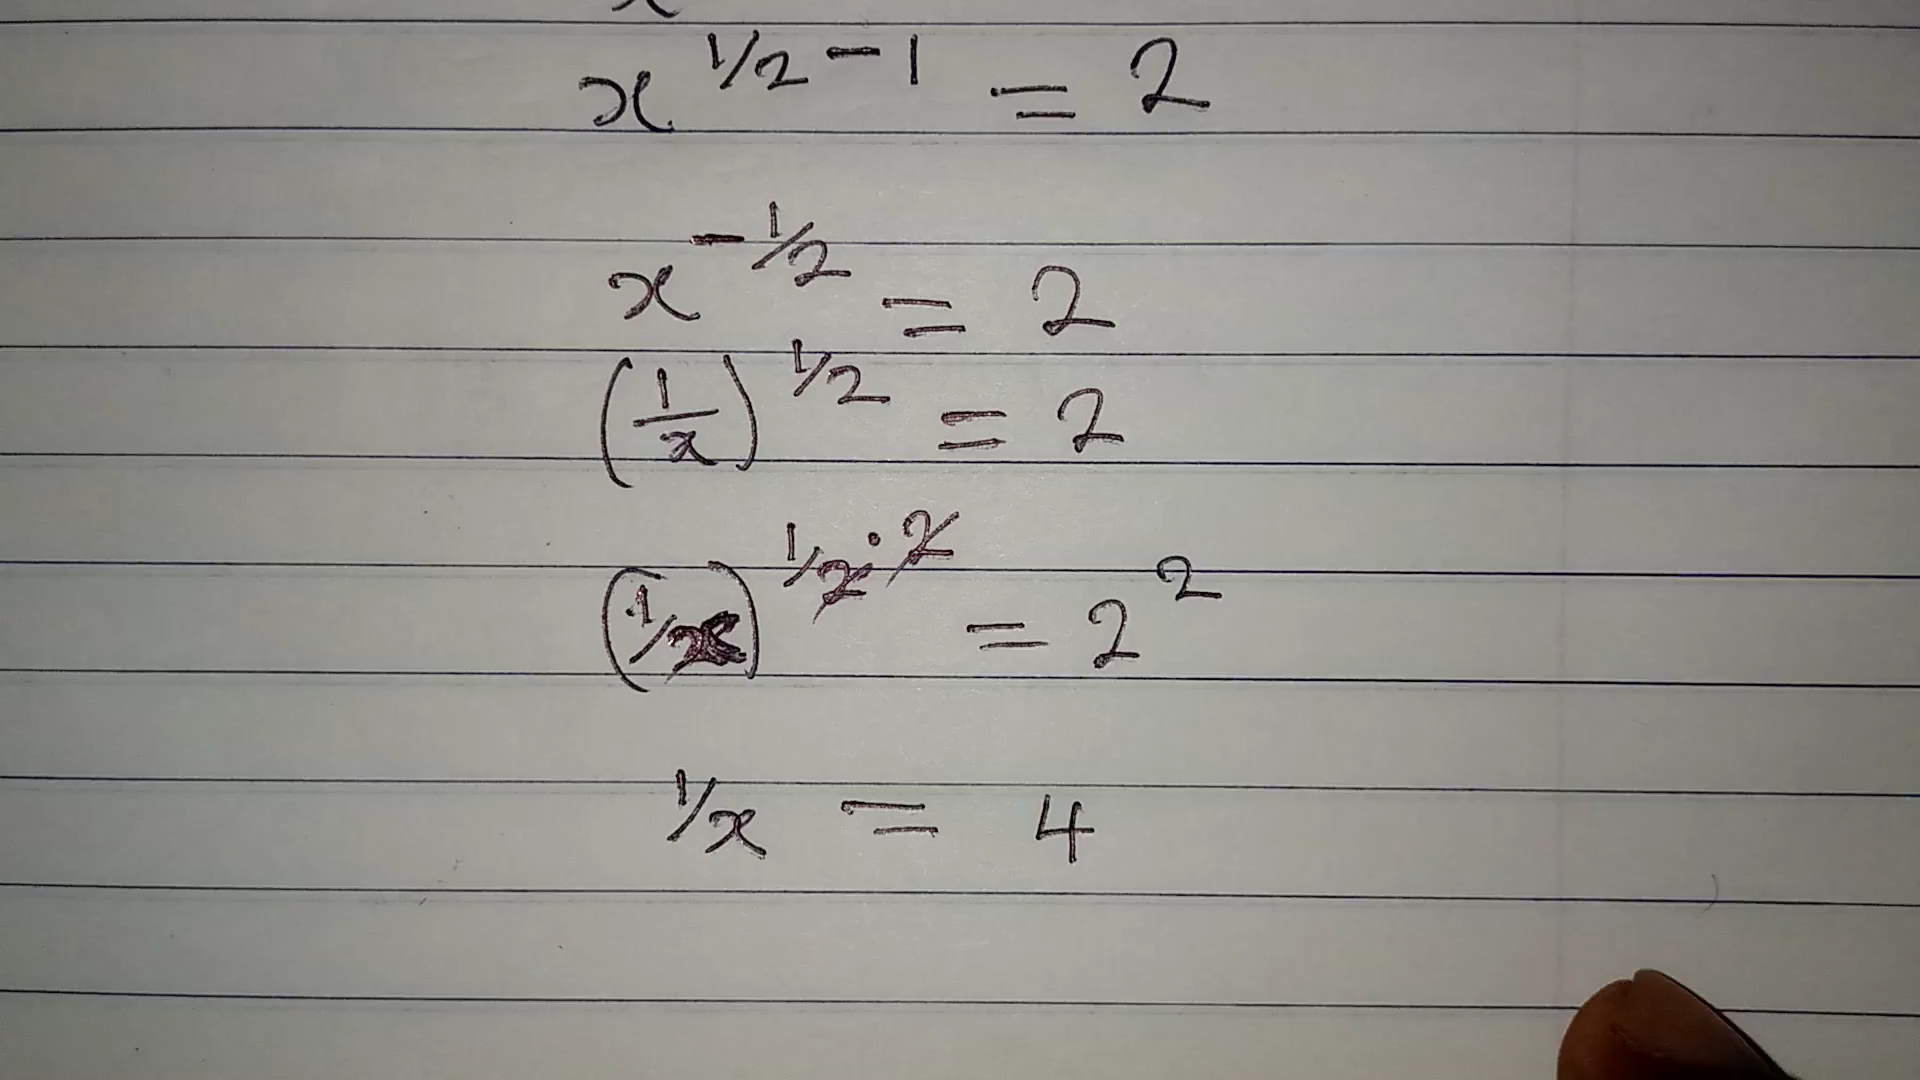 x^{1/2 - 1} = 2
x^{-1/2} = 2
(1/x)^{1/2} = 2
(1/x)^{1/2 · 2} = 2^2
1/x = 4